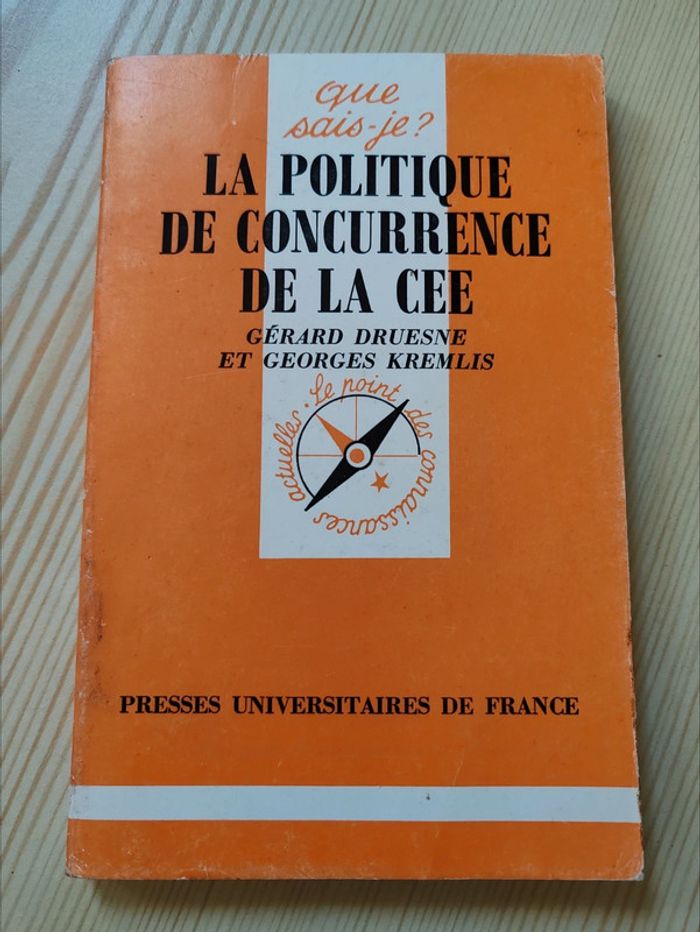 que
sais-je?
LA POLITIQUE
DE CONCURRENCE
DE LA CEE
GÉRARD DRUESNE
ET GEORGES KREMLIS
le point des connaissances actuelles.
PRESSES UNIVERSITAIRES DE FRANCE